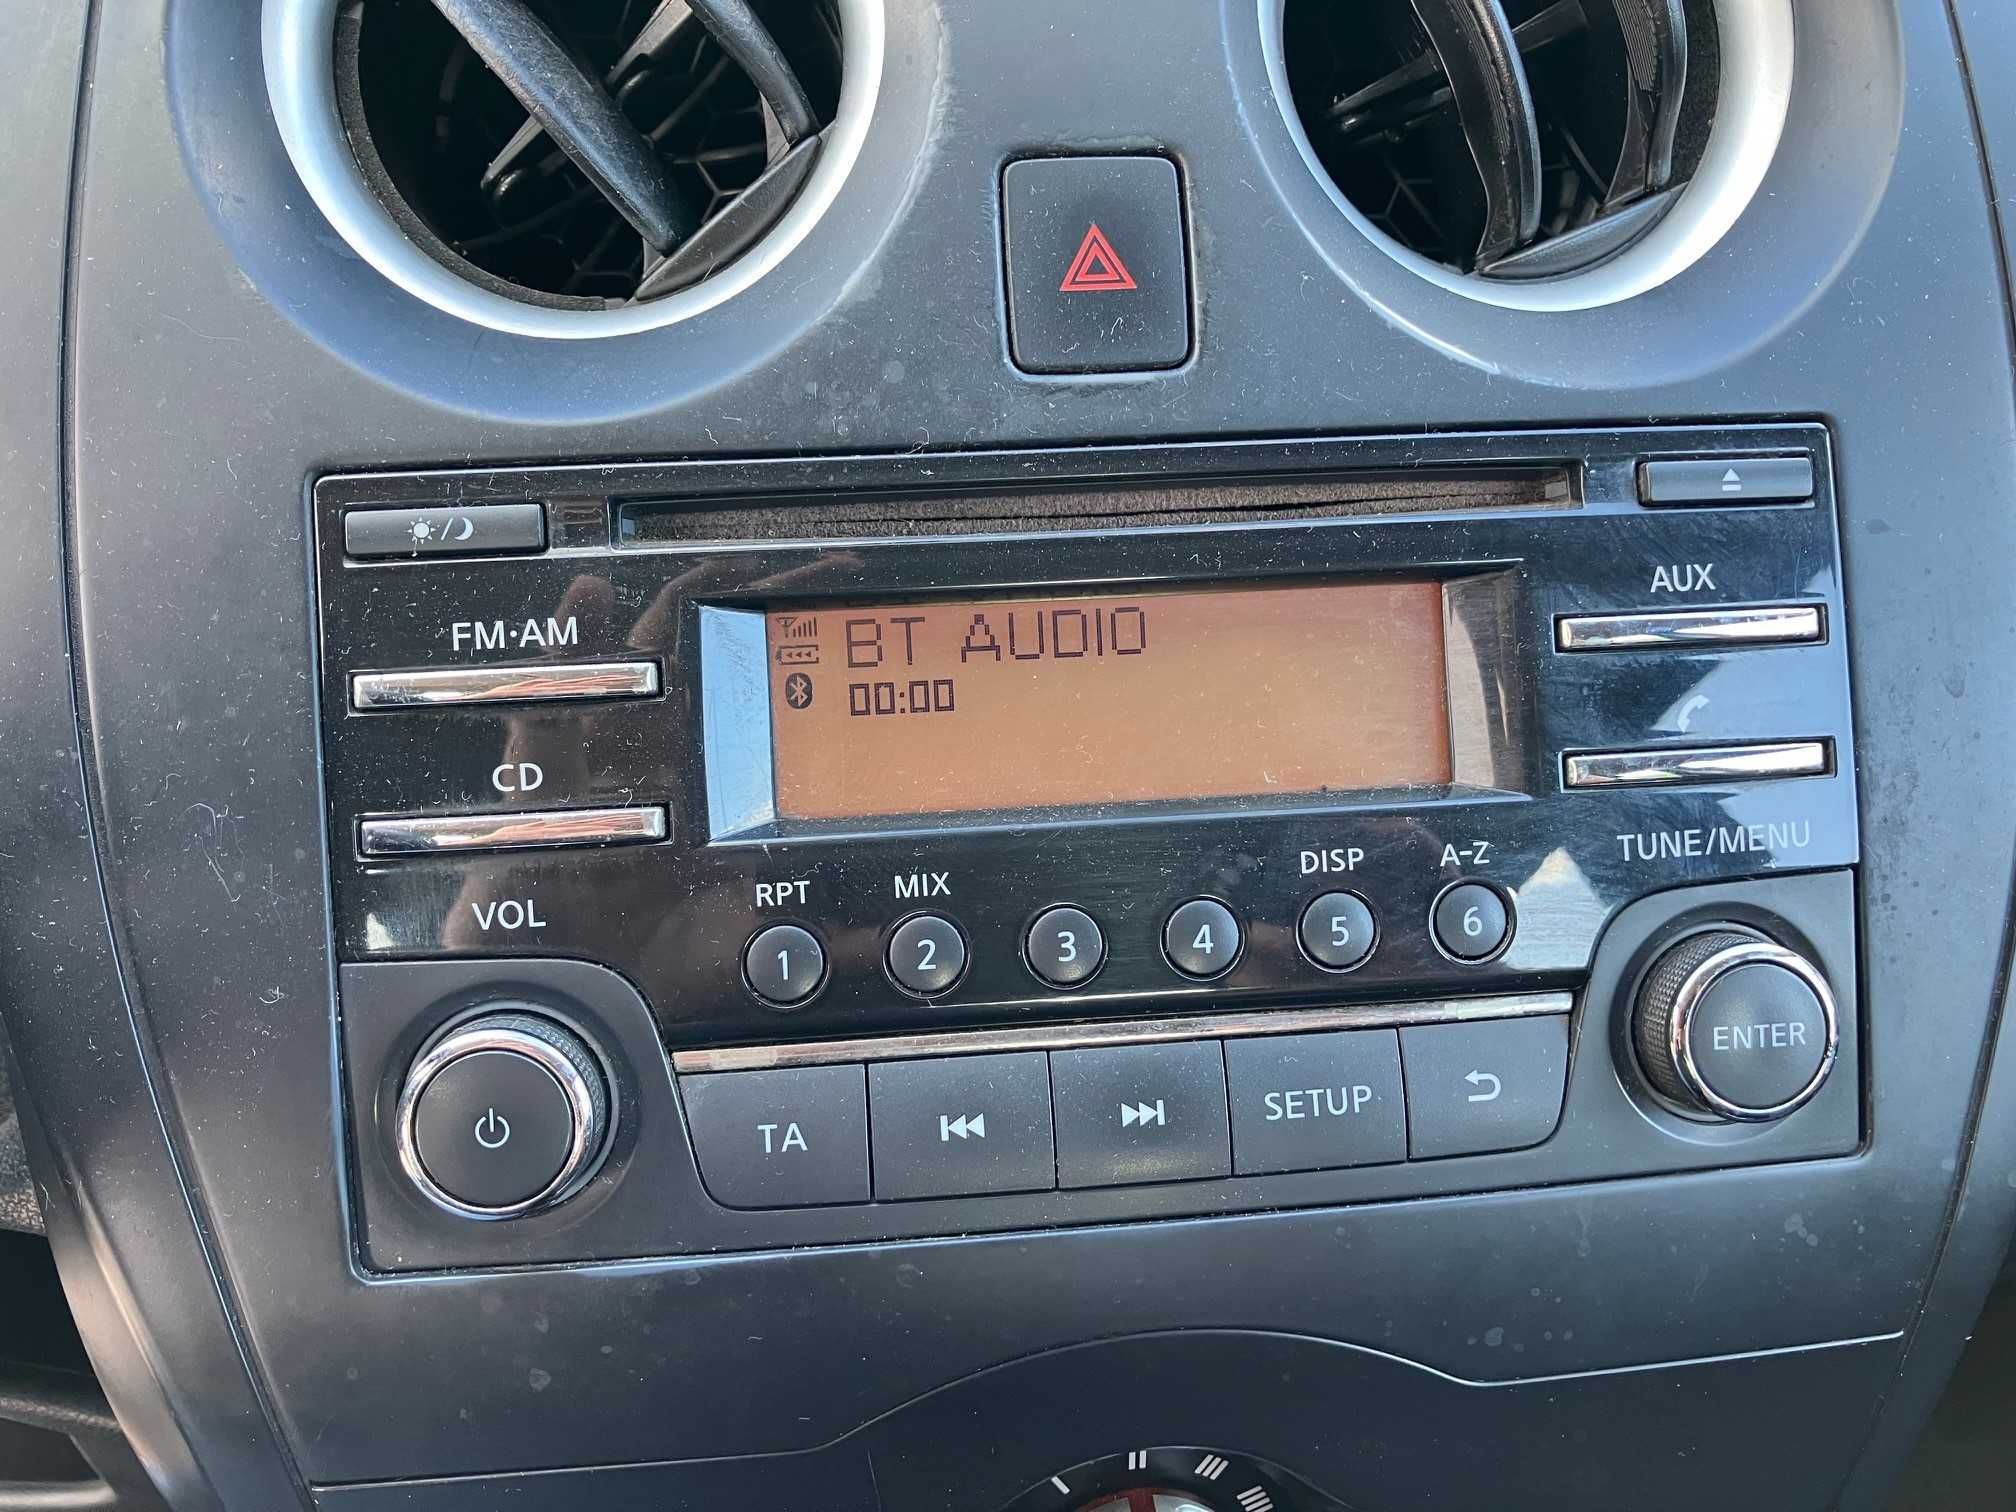 FM·AM
CD
VOL
BT AUDIO
00:00
AUX
TUNE/MENU
RPT
MIX
DISP
A-Z
1
2
3
4
5
6
TA
SETUP
ENTER